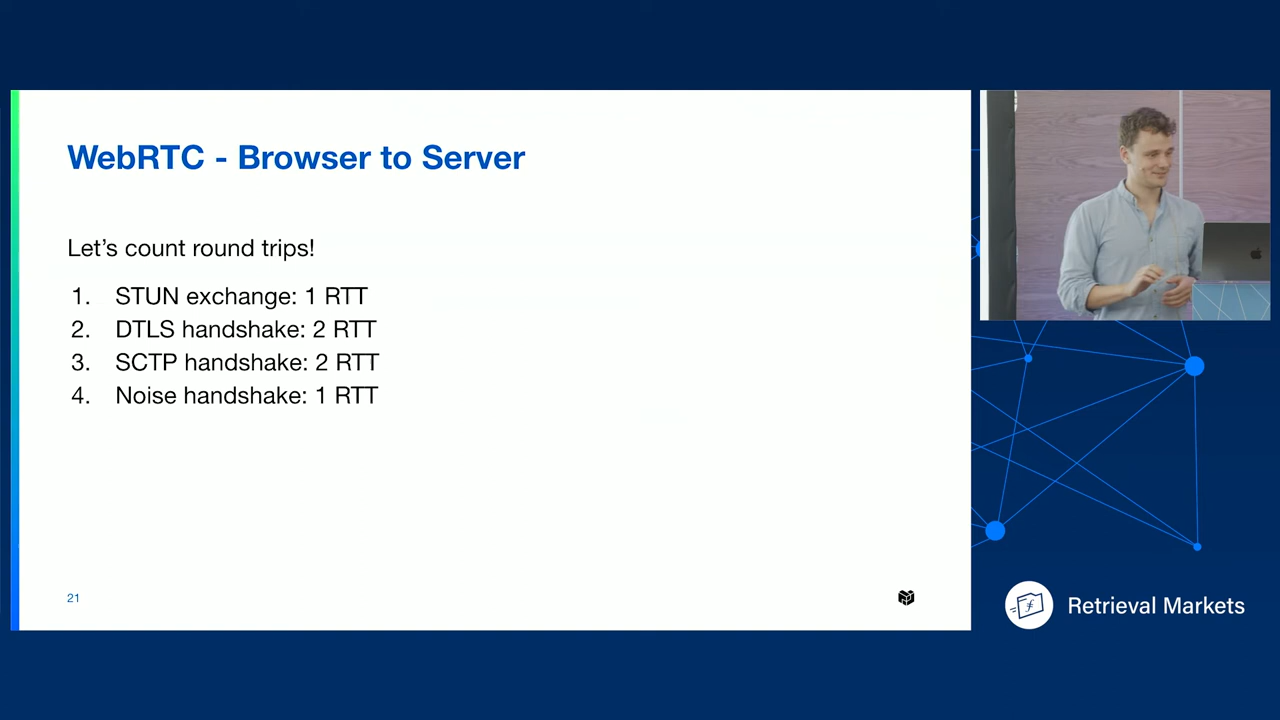 WebRTC - Browser to Server
Let's count round trips!
1. STUN exchange: 1 RTT
2. DTLS handshake: 2 RTT
3. SCTP handshake: 2 RTT
4. Noise handshake: 1 RTT
21
Retrieval Markets